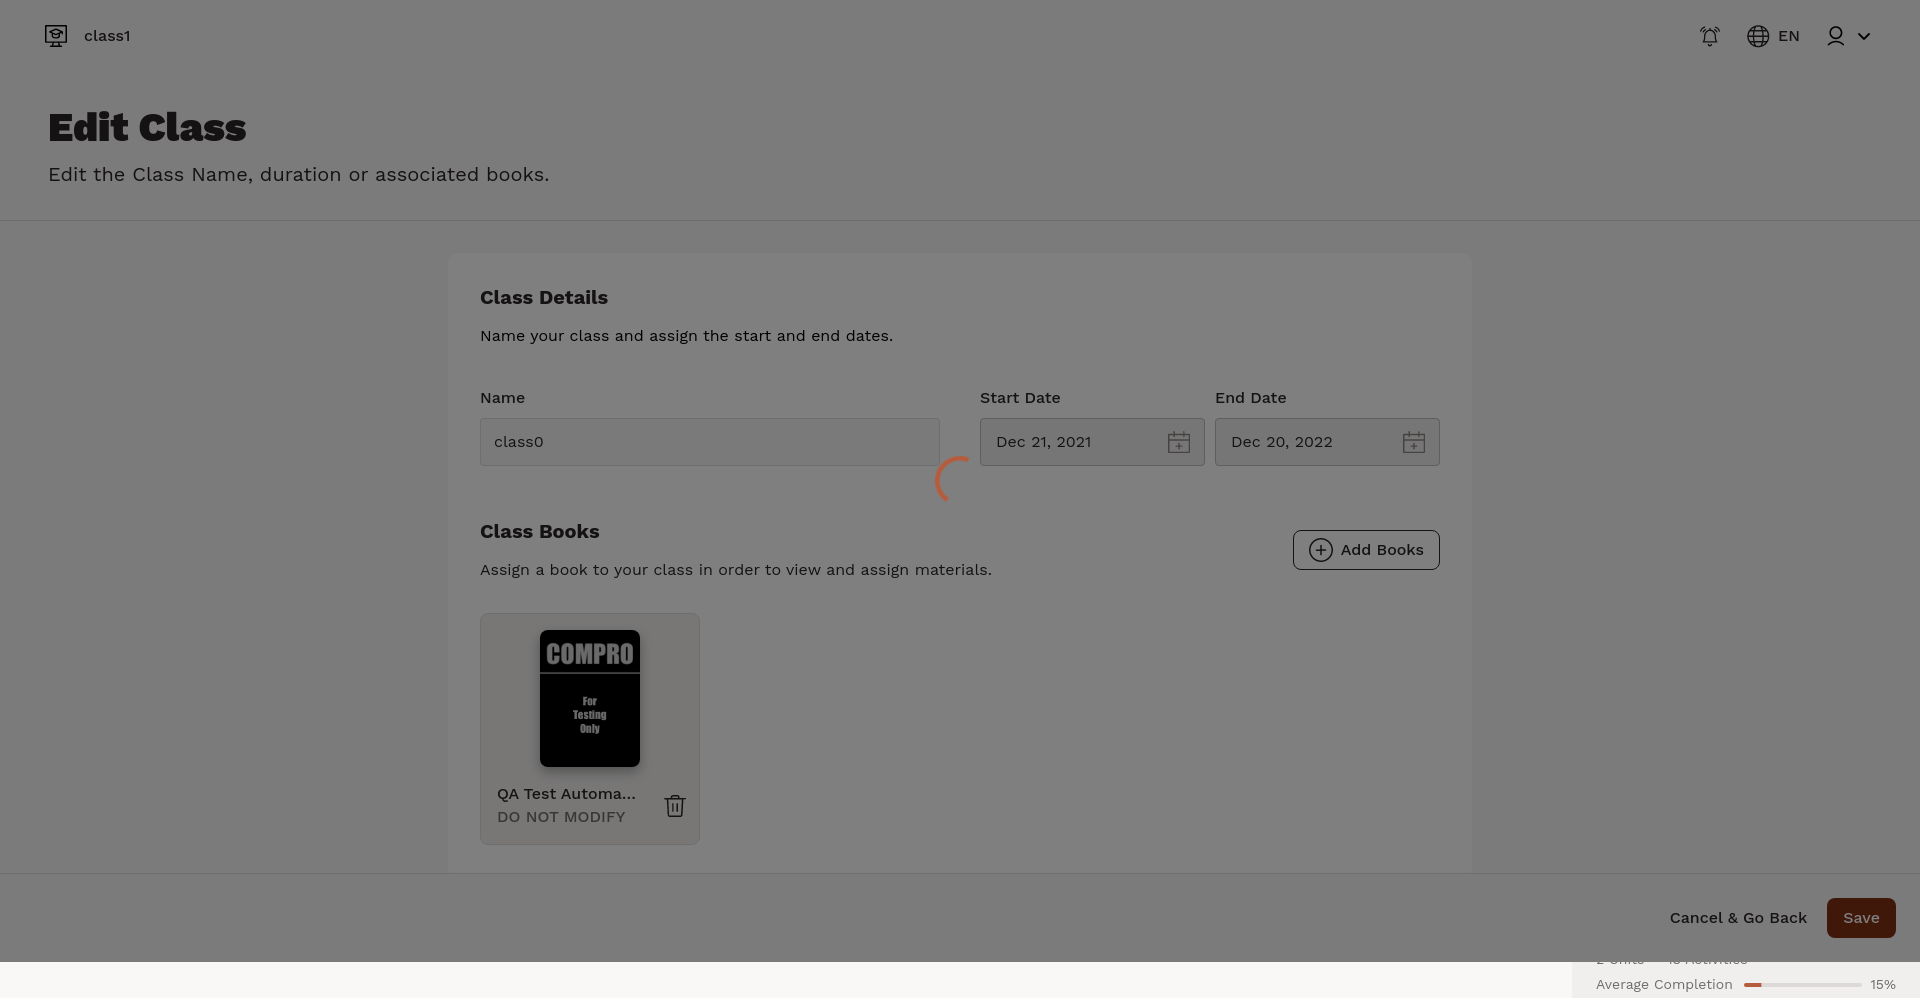 class1
EN
Edit Class
Edit the Class Name, duration or associated books.
Class Details
Name your class and assign the start and end dates.
Name
Start Date
End Date
class0
Dec 21, 2021
Dec 20, 2022
Class Books
Add Books
Assign a book to your class in order to view and assign materials.
COMPRO
For
Testing
Only
QA Test Automa...
DO NOT MODIFY
Cancel & Go Back
Save
Average Completion
15%